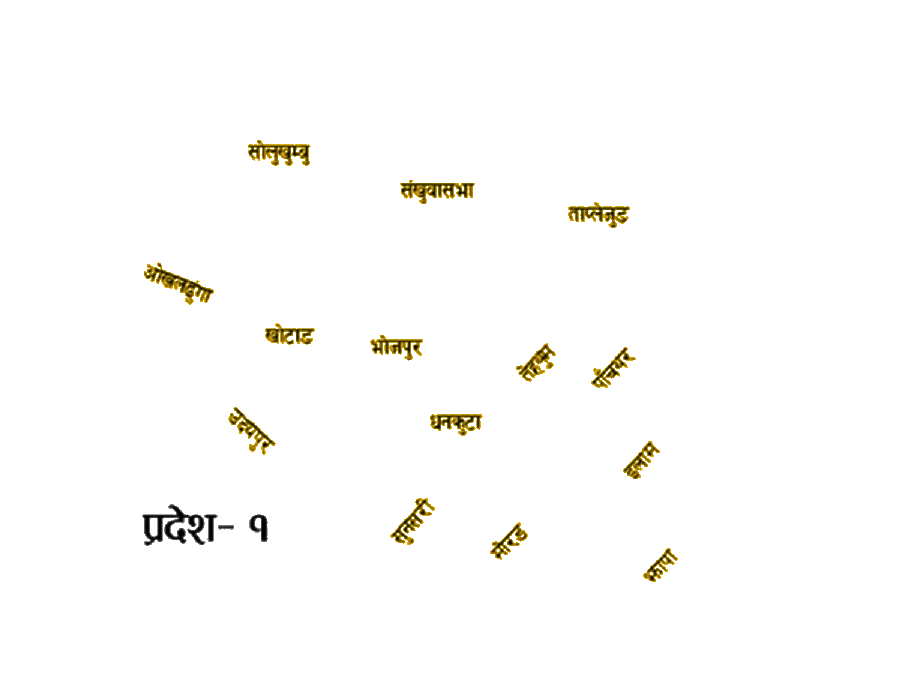 सोलुखुम्बु
संखुवासभा
ताप्लेजुड
ओखलढुंगा
खोटाड
भोजपुर
तेह्रथुम
पाँचथर
उदयपुर
धनकुटा
इलाम
सुनसरी
मोरङ
झापा
प्रदेश- १